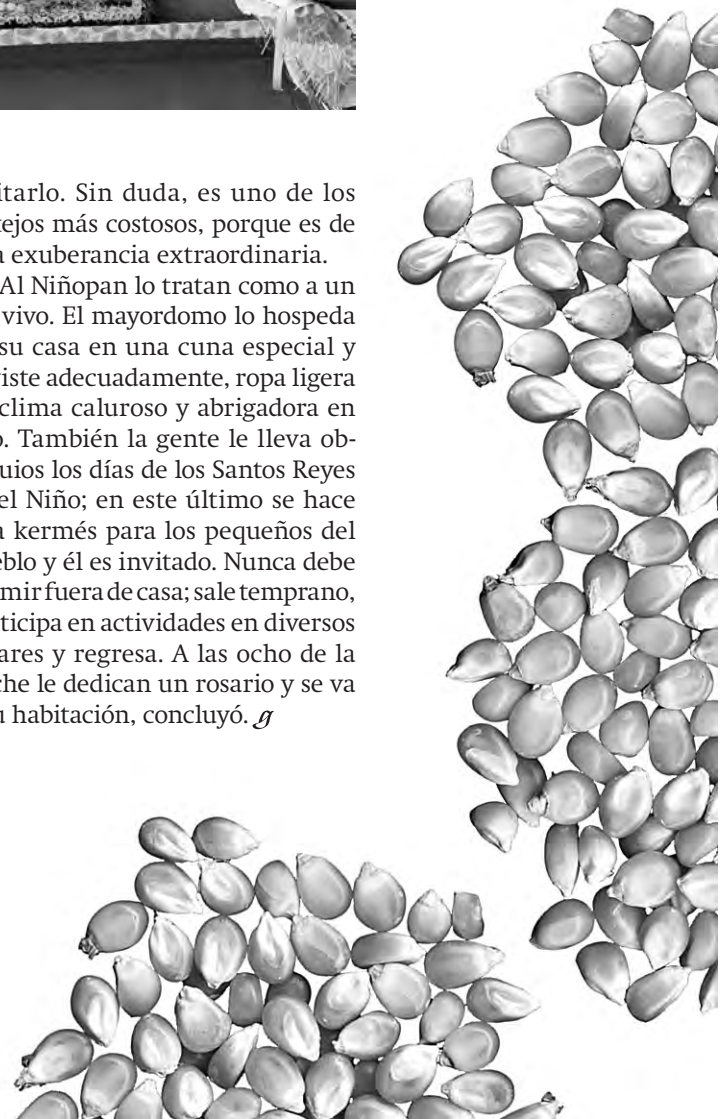 itarlo. Sin duda, es uno de los
tejos más costosos, porque es de
a exuberancia extraordinaria.
Al Niñopan lo tratan como a un
vivo. El mayordomo lo hospeda
su casa en una cuna especial y
iste adecuadamente, ropa ligera
clima caluroso y abrigadora en
o. También la gente le lleva ob-
uios los días de los Santos Reyes
el Niño; en este último se hace
a kermés para los pequeños del
eblo y él es invitado. Nunca debe
mir fuera de casa; sale temprano,
ticipa en actividades en diversos
ares y regresa. A las ocho de la
che le dedican un rosario y se va
u habitación, concluyó. g